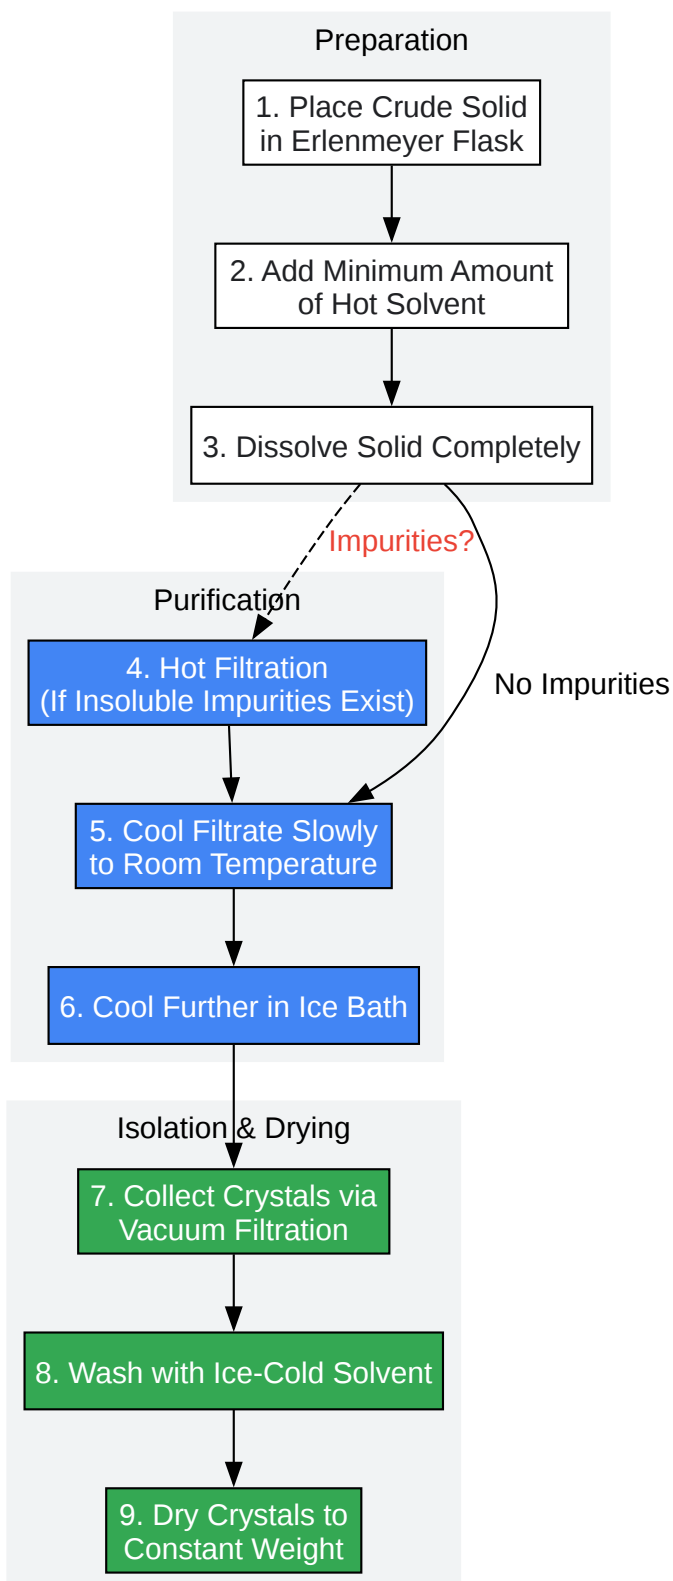 Preparation
1. Place Crude Solid
in Erlenmeyer Flask
2. Add Minimum Amount
of Hot Solvent
3. Dissolve Solid Completely
Impurities?
Purification
4. Hot Filtration
(If Insoluble Impurities Exist)
No Impurities
5. Cool Filtrate Slowly
to Room Temperature
6. Cool Further in Ice Bath
Isolation & Drying
7. Collect Crystals via
Vacuum Filtration
8. Wash with Ice-Cold Solvent
9. Dry Crystals to
Constant Weight